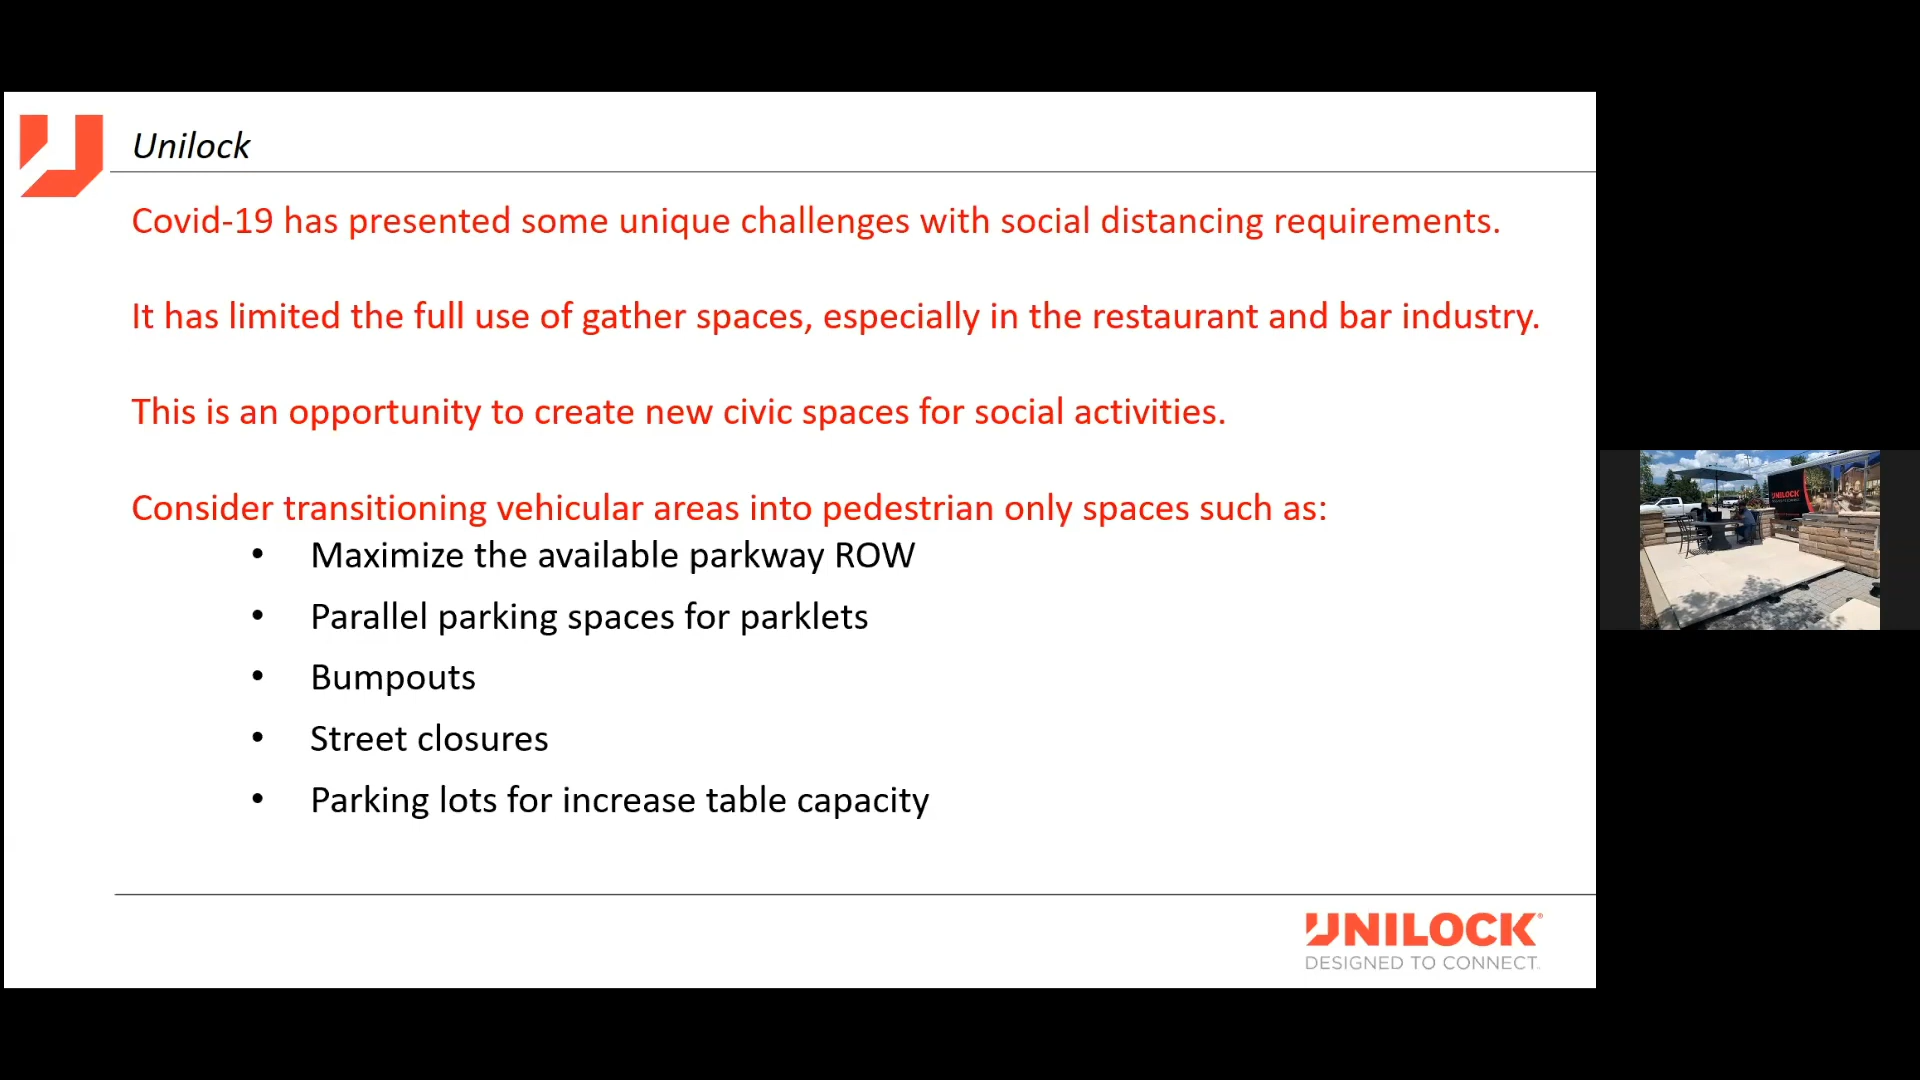 Unilock
Covid-19 has presented some unique challenges with social distancing requirements.
It has limited the full use of gather spaces, especially in the restaurant and bar industry.
This is an opportunity to create new civic spaces for social activities.
Consider transitioning vehicular areas into pedestrian only spaces such as:
• Maximize the available parkway ROW
• Parallel parking spaces for parklets
• Bumpouts
• Street closures
• Parking lots for increase table capacity
UNILOCK®
DESIGNED TO CONNECT.
UNILOCK